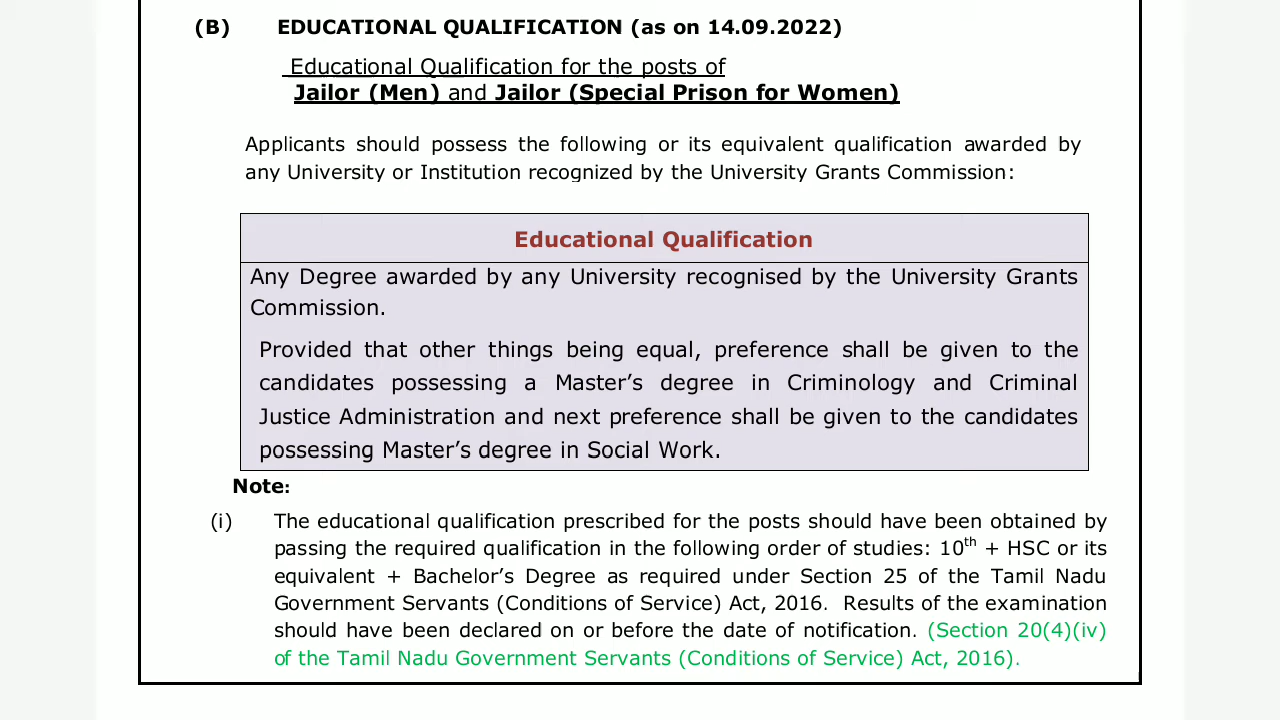 (B) EDUCATIONAL QUALIFICATION (as on 14.09.2022)
Educational Qualification for the posts of
Jailor (Men) and Jailor (Special Prison for Women)
Applicants should possess the following or its equivalent qualification awarded by
any University or Institution recognized by the University Grants Commission:
Educational Qualification
Any Degree awarded by any University recognised by the University Grants
Commission.
Provided that other things being equal, preference shall be given to the
candidates possessing a Master’s degree in Criminology and Criminal
Justice Administration and next preference shall be given to the candidates
possessing Master’s degree in Social Work.
Note:
(i) The educational qualification prescribed for the posts should have been obtained by
passing the required qualification in the following order of studies: 10th + HSC or its
equivalent + Bachelor’s Degree as required under Section 25 of the Tamil Nadu
Government Servants (Conditions of Service) Act, 2016. Results of the examination
should have been declared on or before the date of notification. (Section 20(4)(iv)
of the Tamil Nadu Government Servants (Conditions of Service) Act, 2016).